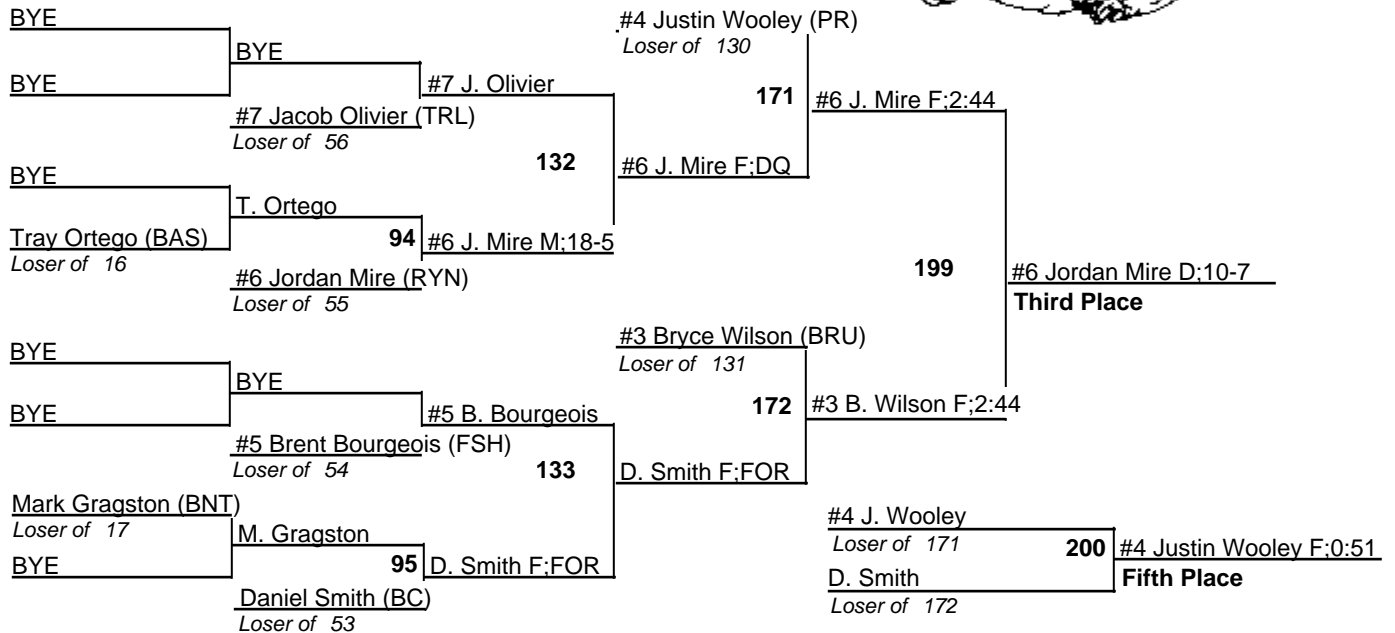 BYE
#4 Justin Wooley (PR)
Loser of 130
BYE
BYE
#7 J. Olivier
171
#6 J. Mire F;2:44
#7 Jacob Olivier (TRL)
Loser of 56
132
#6 J. Mire F;DQ
BYE
T. Ortego
Tray Ortego (BAS)
Loser of 16
94
#6 J. Mire M;18-5
199
#6 Jordan Mire D;10-7
Third Place
#6 Jordan Mire (RYN)
Loser of 55
#3 Bryce Wilson (BRU)
Loser of 131
BYE
BYE
172
#3 B. Wilson F;2:44
BYE
#5 B. Bourgeois
#5 Brent Bourgeois (FSH)
Loser of 54
133
D. Smith F;FOR
Mark Gragston (BNT)
Loser of 17
M. Gragston
#4 J. Wooley
Loser of 171
200
#4 Justin Wooley F;0:51
Fifth Place
BYE
95
D. Smith F;FOR
D. Smith
Loser of 172
Daniel Smith (BC)
Loser of 53